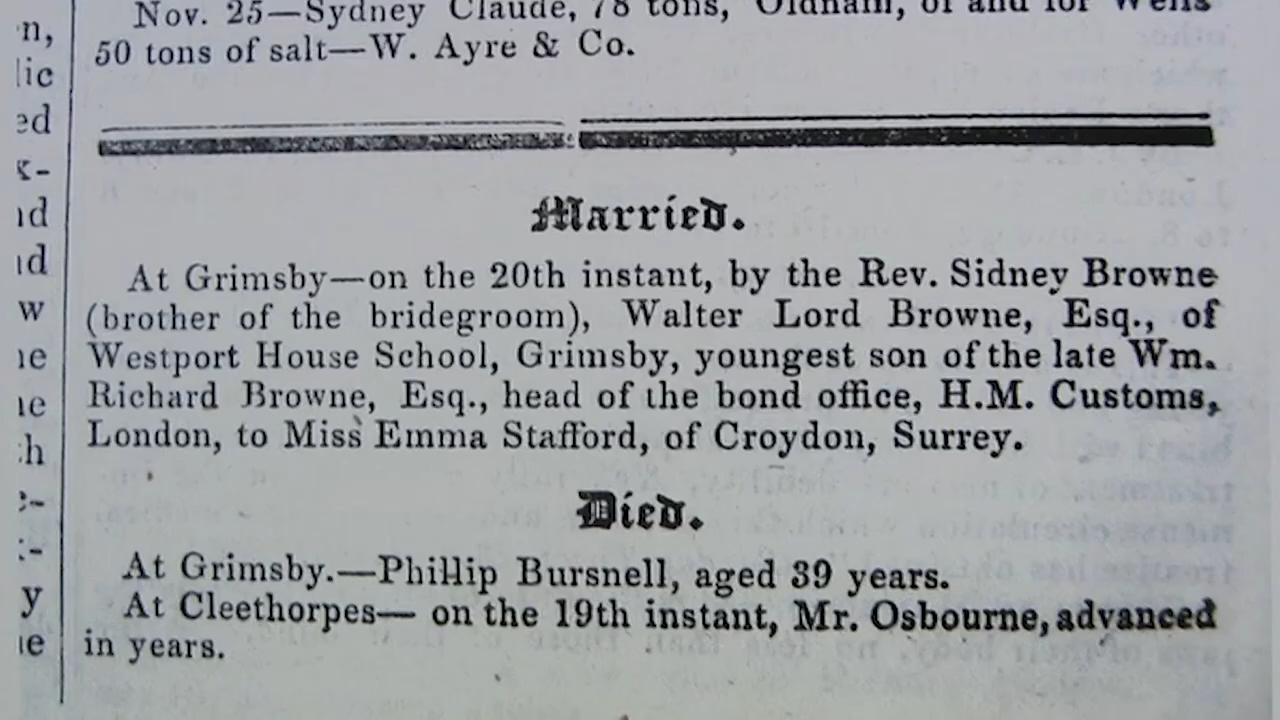 Nov. 25—Sydney Claude, 78 tons, Oldham, of and for Wells
50 tons of salt—W. Ayre & Co.
Married.
At Grimsby—on the 20th instant, by the Rev. Sidney Browne
(brother of the bridegroom), Walter Lord Browne, Esq., of
Westport House School, Grimsby, youngest son of the late Wm.
Richard Browne, Esq., head of the bond office, H.M. Customs,
London, to Miss Emma Stafford, of Croydon, Surrey.
Died.
At Grimsby.—Phillip Bursnell, aged 39 years.
At Cleethorpes— on the 19th instant, Mr. Osbourne, advanced
in years.